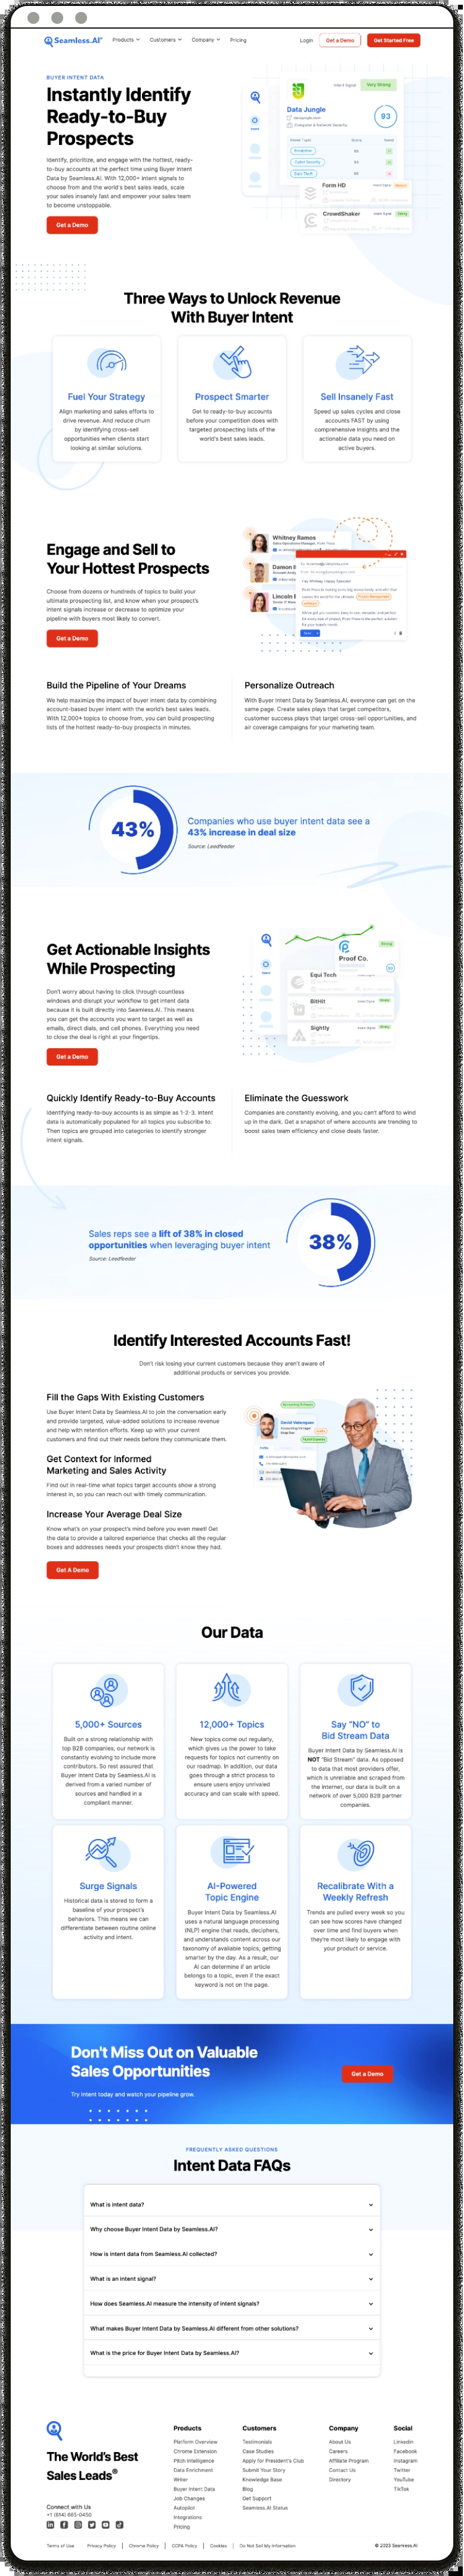 Seamless.AI
Products
Customers
Company
Pricing
Login
Get a Demo
Get Started Free
BUYER INTENT DATA
Instantly Identify
Ready-to-Buy
Prospects
Identify, prioritize, and engage with the hottest, ready-
to-buy accounts at the perfect time using Buyer Intent
Data by Seamless.AI. With 12,000+ intent signals to
choose from and the world's best sales leads, scale
your sales insanely fast and empower your sales team
to become unstoppable.
Get a Demo
Very Strong
Data Jungle
93
Form HD
CrowdShaker
Three Ways to Unlock Revenue
With Buyer Intent
Fuel Your Strategy
Align marketing and sales efforts to
drive revenue. And reduce churn
by identifying cross-sell
opportunities when clients start
looking at similar solutions.
Prospect Smarter
Get to ready-to-buy accounts
before your competition does with
targeted prospecting lists of the
world's best sales leads.
Sell Insanely Fast
Speed up sales cycles and close
accounts FAST by using
comprehensive insights and the
actionable data you need on
active buyers.
Engage and Sell to
Your Hottest Prospects
Choose from dozens or hundreds of topics to build your
ultimate prospecting list, and know when your prospect's
intent signals increase or decrease to optimize your
pipeline with buyers most likely to convert.
Get a Demo
Whitney Ramos
Damon
Lincoln
Build the Pipeline of Your Dreams
We help maximize the impact of buyer intent data by combining
account-based buyer intent with the world's best sales leads.
With 12,000+ topics to choose from, you can build prospecting
lists of the hottest ready-to-buy prospects in minutes.
Personalize Outreach
With Buyer Intent Data by Seamless.AI, everyone can get on the
same page. Create sales plays that target competitors,
customer success plays that target cross-sell opportunities, and
air coverage campaigns for your marketing team.
43%
Companies who use buyer intent data see a
43% increase in deal size
Source: Leadfeeder
Get Actionable Insights
While Prospecting
Don't worry about having to click through countless
windows and disrupt your workflow to get intent data
because it is built directly into Seamless.AI. This means
you can get the accounts you want to target as well as
emails, direct dials, and cell phones. Everything you need
to close the deal is right at your fingertips.
Get a Demo
Proof Co.
Equi Tech
BitHit
Sightly
Quickly Identify Ready-to-Buy Accounts
Identifying ready-to-buy accounts is as simple as 1-2-3. Intent
data is automatically populated for all topics you subscribe to.
Then topics are grouped into categories to identify stronger
intent signals.
Eliminate the Guesswork
Companies are constantly evolving, and you can't afford to wind
up in the dark. Get a snapshot of where accounts are trending to
boost sales team efficiency and close deals faster.
Sales reps see a lift of 38% in closed
opportunities when leveraging buyer intent
Source: Leadfeeder
38%
Identify Interested Accounts Fast!
Don't risk losing your current customers because they aren't aware of
additional products or services you provide.
Fill the Gaps With Existing Customers
Use Buyer Intent Data by Seamless.AI to join the conversation early
and provide targeted, value-added solutions to increase revenue
and help with retention efforts. Keep up with your current
customers and find out their needs before they communicate them.
Get Context for Informed
Marketing and Sales Activity
Find out in real-time what topics target accounts show a strong
interest in, so you can reach out with timely communication.
Increase Your Average Deal Size
Know what's on your prospect's mind before you even meet! Get
the data to provide a tailored experience that checks all the regular
boxes and addresses needs your prospects didn't know they had.
Get A Demo
David Velazquez
Our Data
5,000+ Sources
Built on a strong relationship with
top B2B companies, our network is
constantly evolving to include more
contributors. So rest assured that
Buyer Intent Data by Seamless.AI is
derived from a varied number of
sources and handled in a
compliant manner.
12,000+ Topics
New topics come out regularly,
which gives us the power to take
requests for topics not currently on
our roadmap. In addition, our data
goes through a strict process to
ensure users enjoy unrivaled
accuracy and can scale with speed.
Say "NO" to
Bid Stream Data
Buyer Intent Data by Seamless.AI is
NOT "Bid Stream" data. As opposed
to data that most providers offer,
which is unreliable and scraped from
the internet, our data is built on a
network of over 5,000 B2B partner
companies.
Surge Signals
Historical data is stored to form a
baseline of your prospect's
behaviors. This means we can
differentiate between routine online
activity and intent.
AI-Powered
Topic Engine
Buyer Intent Data by Seamless.AI
uses a natural language processing
(NLP) engine that reads, deciphers,
and understands content across our
taxonomy of available topics, getting
smarter by the day. As a result, our
AI can determine if an article
belongs to a topic, even if the exact
keyword is not on the page.
Recalibrate With a
Weekly Refresh
Trends are pulled every week so you
can see how scores have changed
over time and find buyers when
they're most likely to engage with
your product or service.
Don't Miss Out on Valuable
Sales Opportunities
Try Intent today and watch your pipeline grow.
Get a Demo
FREQUENTLY ASKED QUESTIONS
Intent Data FAQs
What is intent data?
Why choose Buyer Intent Data by Seamless.AI?
How is intent data from Seamless.AI collected?
What is an intent signal?
How does Seamless.AI measure the intensity of intent signals?
What makes Buyer Intent Data by Seamless.AI different from other solutions?
What is the price for Buyer Intent Data by Seamless.AI?
The World's Best
Sales Leads®
Connect with Us
+1 (614) 665-0450
Products
Platform Overview
Chrome Extension
Pitch Intelligence
Data Enrichment
Writer
Buyer Intent Data
Job Changes
Autopilot
Integrations
Pricing
Customers
Testimonials
Case Studies
Apply for President's Club
Submit Your Story
Knowledge Base
Blog
Get Support
Seamless.AI Status
Company
About Us
Careers
Affiliate Program
Contact Us
Directory
Social
LinkedIn
Facebook
Instagram
Twitter
YouTube
TikTok
Terms of Use
Privacy Policy
Chrome Policy
CCPA Policy
Cookies
Do Not Sell My Information
© 2023 Seamless.AI